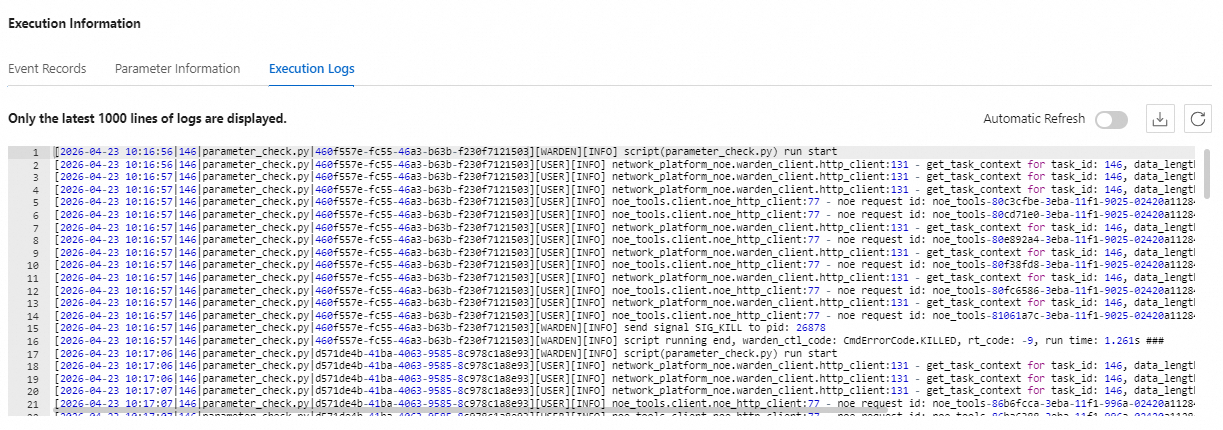 Execution Information
Event Records Parameter Information Execution Logs
Only the latest 1000 lines of logs are displayed. Automatic Refresh
1 [2026-04-23 10:16:56|146|parameter_check.py|460f557e-fc55-46a3-b63b-f230f7121503][WARDEN][INFO] script(parameter_check.py) run start
2 [2026-04-23 10:16:56|146|parameter_check.py|460f557e-fc55-46a3-b63b-f230f7121503][USER][INFO] network_platform_noe.warden_client.http_client:131 - get_task_context for task_id: 146, data_lengt
3 [2026-04-23 10:16:57|146|parameter_check.py|460f557e-fc55-46a3-b63b-f230f7121503][USER][INFO] network_platform_noe.warden_client.http_client:131 - get_task_context for task_id: 146, data_lengt
4 [2026-04-23 10:16:57|146|parameter_check.py|460f557e-fc55-46a3-b63b-f230f7121503][USER][INFO] network_platform_noe.warden_client.http_client:131 - get_task_context for task_id: 146, data_lengt
5 [2026-04-23 10:16:57|146|parameter_check.py|460f557e-fc55-46a3-b63b-f230f7121503][USER][INFO] noe_tools.client.noe_http_client:77 - noe request id: noe_tools-80c3cfbe-3eba-11f1-9025-02420a1128
6 [2026-04-23 10:16:57|146|parameter_check.py|460f557e-fc55-46a3-b63b-f230f7121503][USER][INFO] noe_tools.client.noe_http_client:77 - noe request id: noe_tools-80cd71e0-3eba-11f1-9025-02420a1128
7 [2026-04-23 10:16:57|146|parameter_check.py|460f557e-fc55-46a3-b63b-f230f7121503][USER][INFO] network_platform_noe.warden_client.http_client:131 - get_task_context for task_id: 146, data_lengt
8 [2026-04-23 10:16:57|146|parameter_check.py|460f557e-fc55-46a3-b63b-f230f7121503][USER][INFO] noe_tools.client.noe_http_client:77 - noe request id: noe_tools-80e892a4-3eba-11f1-9025-02420a1128
9 [2026-04-23 10:16:57|146|parameter_check.py|460f557e-fc55-46a3-b63b-f230f7121503][USER][INFO] network_platform_noe.warden_client.http_client:131 - get_task_context for task_id: 146, data_lengt
10 [2026-04-23 10:16:57|146|parameter_check.py|460f557e-fc55-46a3-b63b-f230f7121503][USER][INFO] noe_tools.client.noe_http_client:77 - noe request id: noe_tools-80f38fd8-3eba-11f1-9025-02420a1128
11 [2026-04-23 10:16:57|146|parameter_check.py|460f557e-fc55-46a3-b63b-f230f7121503][USER][INFO] network_platform_noe.warden_client.http_client:131 - get_task_context for task_id: 146, data_lengt
12 [2026-04-23 10:16:57|146|parameter_check.py|460f557e-fc55-46a3-b63b-f230f7121503][USER][INFO] noe_tools.client.noe_http_client:77 - noe request id: noe_tools-80fc6586-3eba-11f1-9025-02420a1128
13 [2026-04-23 10:16:57|146|parameter_check.py|460f557e-fc55-46a3-b63b-f230f7121503][USER][INFO] network_platform_noe.warden_client.http_client:131 - get_task_context for task_id: 146, data_lengt
14 [2026-04-23 10:16:57|146|parameter_check.py|460f557e-fc55-46a3-b63b-f230f7121503][USER][INFO] noe_tools.client.noe_http_client:77 - noe request id: noe_tools-81061a7c-3eba-11f1-9025-02420a1128
15 [2026-04-23 10:16:57|146|parameter_check.py|460f557e-fc55-46a3-b63b-f230f7121503][WARDEN][INFO] send signal SIG_KILL to pid: 26878
16 [2026-04-23 10:16:57|146|parameter_check.py|460f557e-fc55-46a3-b63b-f230f7121503][WARDEN][INFO] script running end, warden_ctl_code: CmdErrorCode.KILLED, rt_code: -9, run time: 1.261s ###
17 [2026-04-23 10:17:06|146|parameter_check.py|d571de4b-41ba-4063-9585-8c978c1a8e93][WARDEN][INFO] script(parameter_check.py) run start
18 [2026-04-23 10:17:06|146|parameter_check.py|d571de4b-41ba-4063-9585-8c978c1a8e93][USER][INFO] network_platform_noe.warden_client.http_client:131 - get_task_context for task_id: 146, data_lengt
19 [2026-04-23 10:17:06|146|parameter_check.py|d571de4b-41ba-4063-9585-8c978c1a8e93][USER][INFO] network_platform_noe.warden_client.http_client:131 - get_task_context for task_id: 146, data_lengt
20 [2026-04-23 10:17:07|146|parameter_check.py|d571de4b-41ba-4063-9585-8c978c1a8e93][USER][INFO] network_platform_noe.warden_client.http_client:131 - get_task_context for task_id: 146, data_lengt
21 [2026-04-23 10:17:07|146|parameter_check.py|d571de4b-41ba-4063-9585-8c978c1a8e93][USER][INFO] noe_tools.client.noe_http_client:77 - noe request id: noe_tools-86b6fcca-3eba-11f1-996a-02420a1128